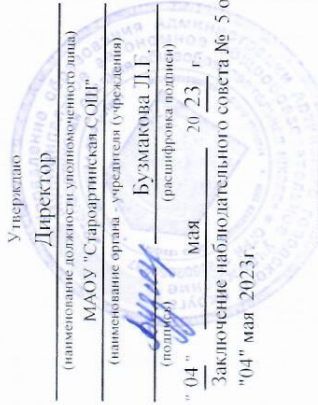 Утверждаю
Директор
(наименование должности уполномоченного лица)
МАОУ "Староартинская СОШ"
(наименование органа - учредителя (учреждения)
Бузмакова Л.Г.
(подпись) (расшифровка подписи)
" 04 " мая 20 23 г.
Заключение наблюдательного совета № 5 о
"04" мая 2023г.